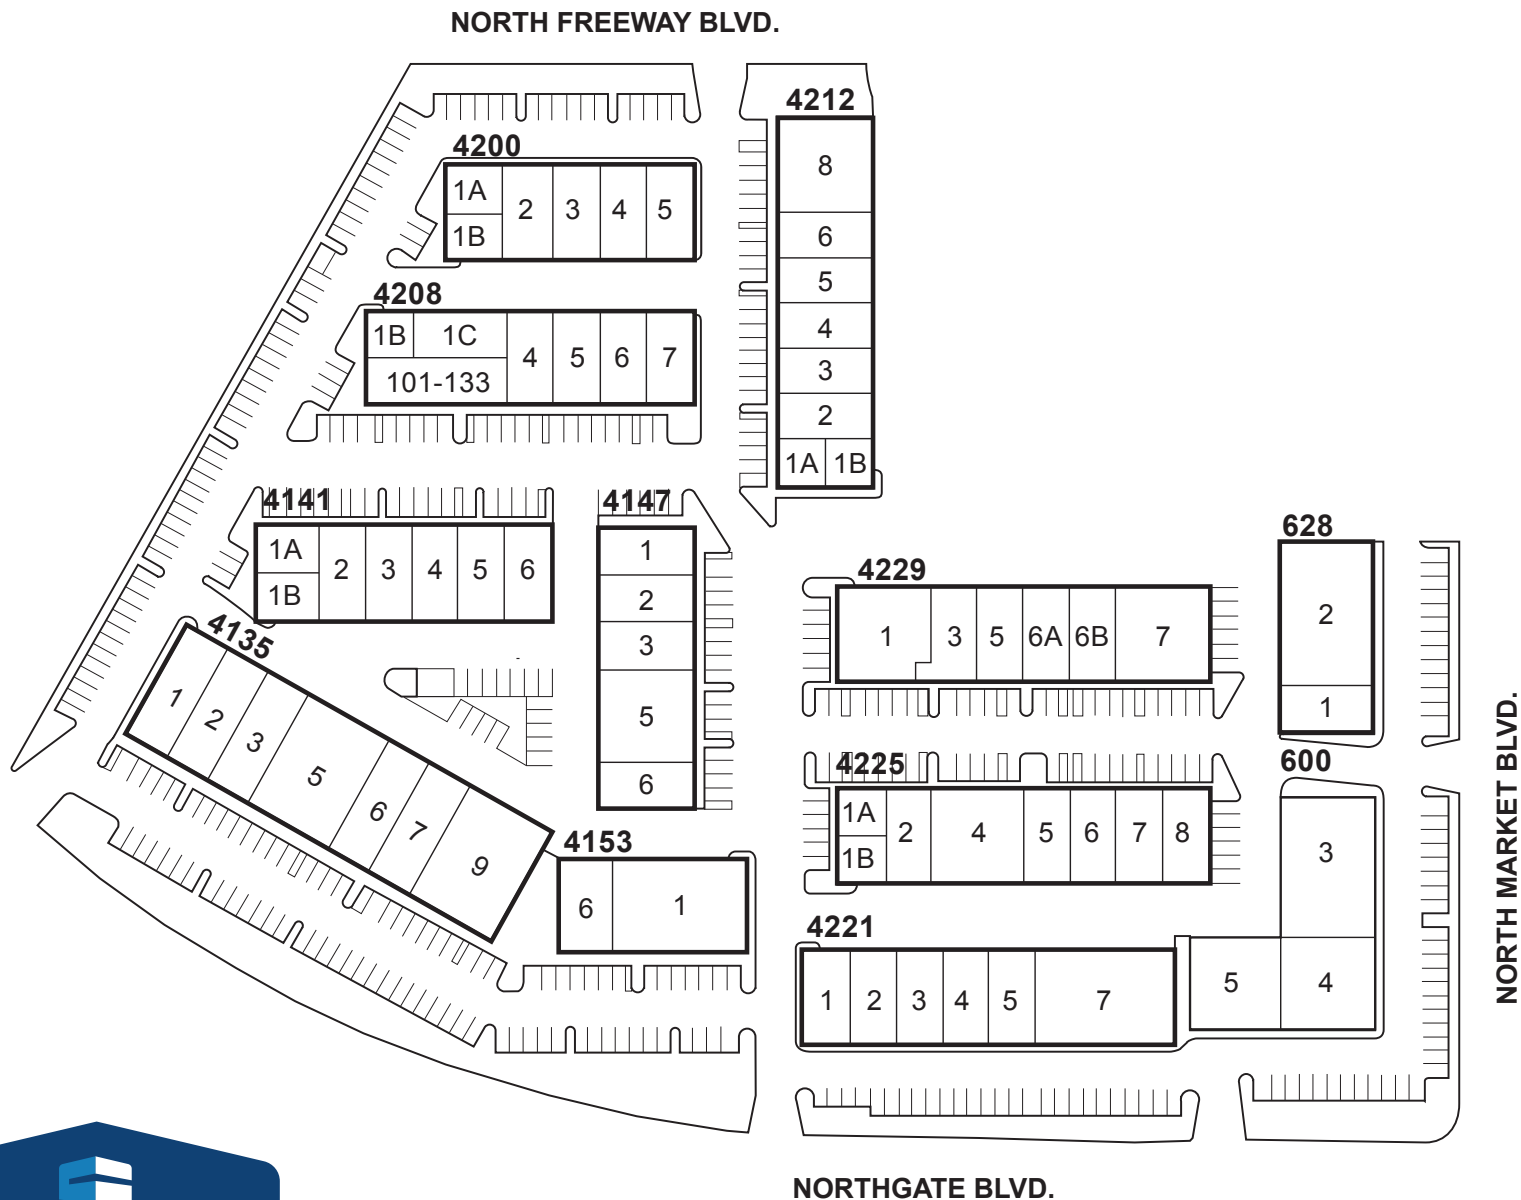 NORTH FREEWAY BLVD.
4212
8
6
5
4
3
2
1A 1B
4200
1A 2 3 4 5
1B
4208
1B 1C 4 5 6 7
101-133
4141
1A 2 3 4 5 6
1B
4147
1
2
3
5
6
4135
1 2 3 5 6 7 9
4153
6 1
4229
1 3 5 6A 6B 7
4225
1A 2 4 5 6 7 8
1B
4221
1 2 3 4 5 7
628
2
1
600
3
5 4
NORTH MARKET BLVD.
NORTHGATE BLVD.